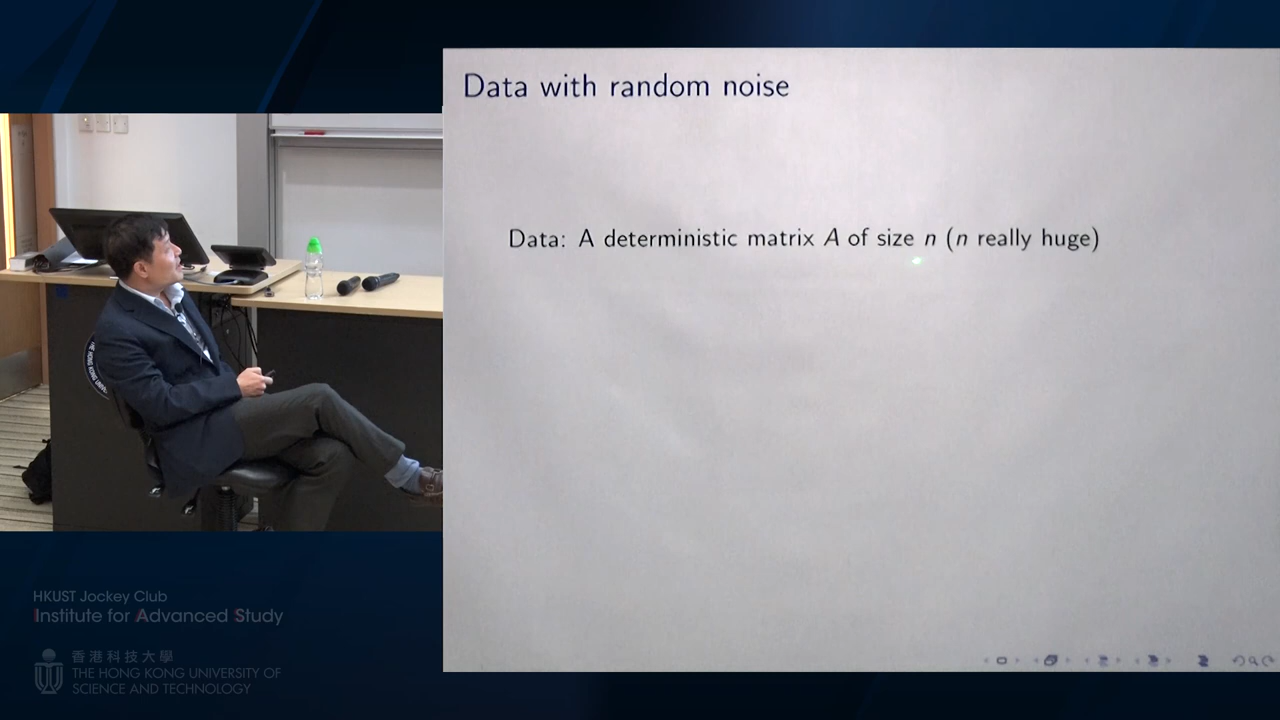 Data with random noise
Data: A deterministic matrix A of size n (n really huge)
HKUST Jockey Club
Institute for Advanced Study
香港科技大學
THE HONG KONG UNIVERSITY OF
SCIENCE AND TECHNOLOGY